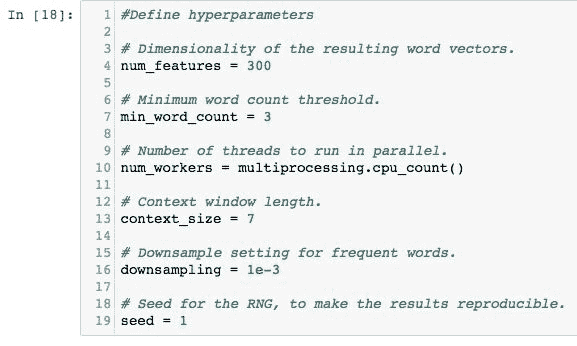 In [18]:
1 #Define hyperparameters
2
3 # Dimensionality of the resulting word vectors.
4 num_features = 300
5
6 # Minimum word count threshold.
7 min_word_count = 3
8
9 # Number of threads to run in parallel.
10 num_workers = multiprocessing.cpu_count()
11
12 # Context window length.
13 context_size = 7
14
15 # Downsample setting for frequent words.
16 downsampling = 1e-3
17
18 # Seed for the RNG, to make the results reproducible.
19 seed = 1